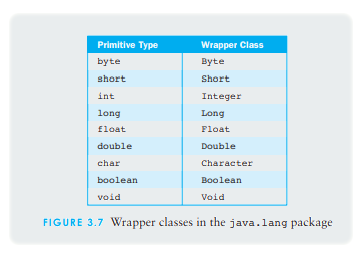 Primitive Type Wrapper Class
byte Byte
short Short
int Integer
long Long
float Float
double Double
char Character
boolean Boolean
void Void
FIGURE 3.7 Wrapper classes in the java.lang package